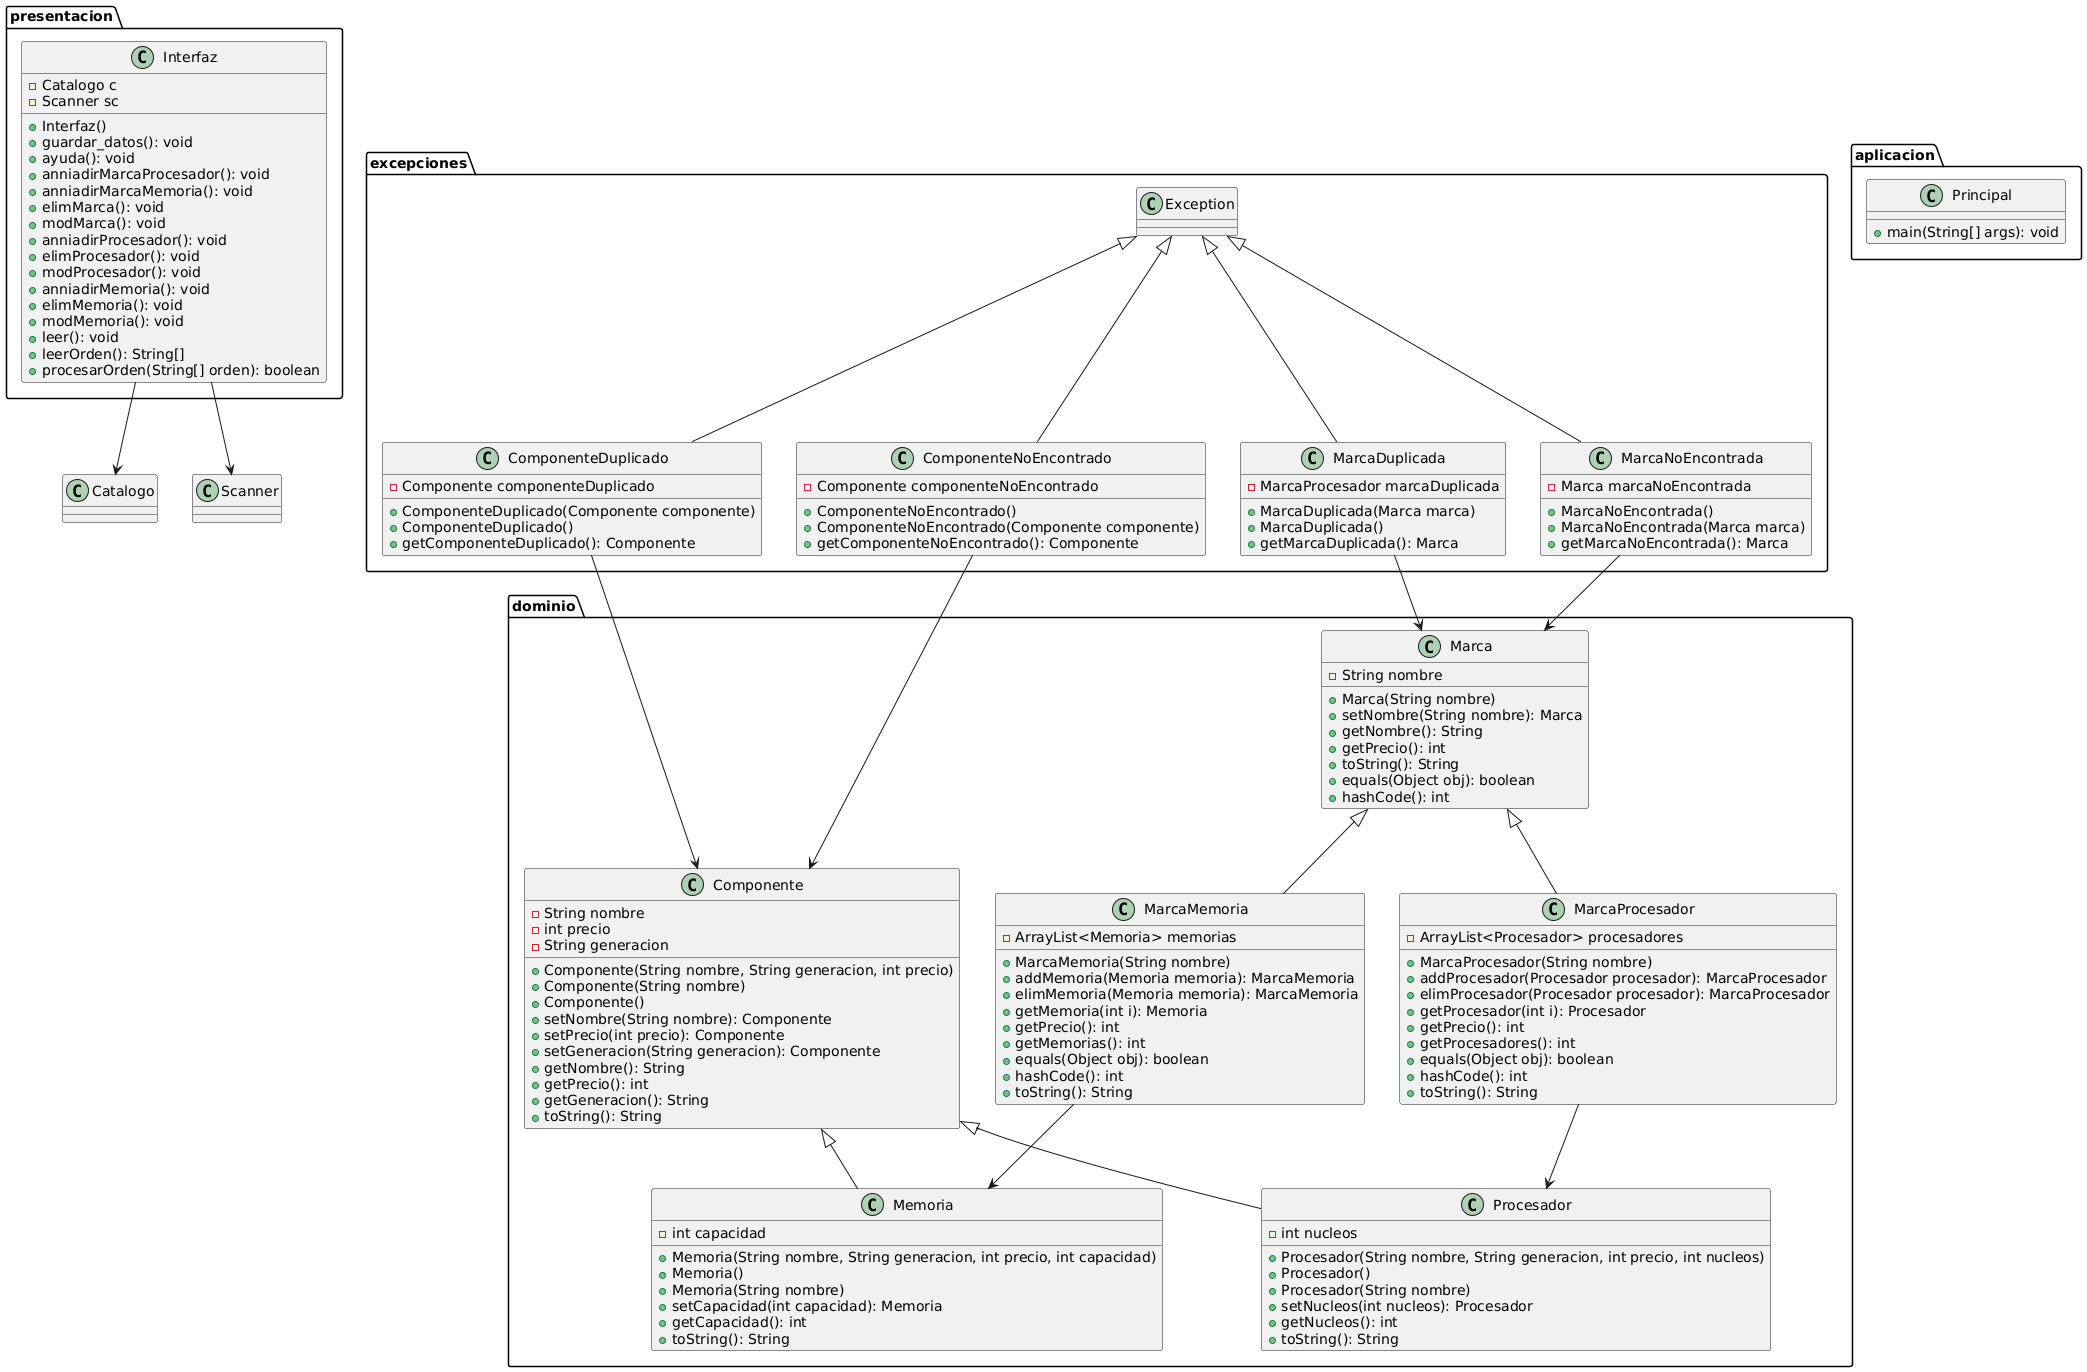 presentacion
Interfaz
Catalogo c
Scanner sc
Interfaz()
guardar_datos(): void
ayuda(): void
anniadirMarcaProcesador(): void
anniadirMarcaMemoria(): void
elimMarca(): void
modMarca(): void
anniadirProcesador(): void
elimProcesador(): void
modProcesador(): void
anniadirMemoria(): void
elimMemoria(): void
modMemoria(): void
leer(): void
leerOrden(): String[]
procesarOrden(String[] orden): boolean
Catalogo
Scanner
excepciones
Exception
ComponenteDuplicado
Componente componenteDuplicado
ComponenteDuplicado(Componente componente)
ComponenteDuplicado()
getComponenteDuplicado(): Componente
ComponenteNoEncontrado
Componente componenteNoEncontrado
ComponenteNoEncontrado()
ComponenteNoEncontrado(Componente componente)
getComponenteNoEncontrado(): Componente
MarcaDuplicada
MarcaProcesador marcaDuplicada
MarcaDuplicada(Marca marca)
MarcaDuplicada()
getMarcaDuplicada(): Marca
MarcaNoEncontrada
Marca marcaNoEncontrada
MarcaNoEncontrada()
MarcaNoEncontrada(Marca marca)
getMarcaNoEncontrada(): Marca
aplicacion
Principal
main(String[] args): void
dominio
Marca
String nombre
Marca(String nombre)
setNombre(String nombre): Marca
getNombre(): String
getPrecio(): int
toString(): String
equals(Object obj): boolean
hashCode(): int
Componente
String nombre
int precio
String generacion
Componente(String nombre, String generacion, int precio)
Componente(String nombre)
Componente()
setNombre(String nombre): Componente
setPrecio(int precio): Componente
setGeneracion(String generacion): Componente
getNombre(): String
getPrecio(): int
getGeneracion(): String
toString(): String
MarcaMemoria
ArrayList<Memoria> memorias
MarcaMemoria(String nombre)
addMemoria(Memoria memoria): MarcaMemoria
elimMemoria(Memoria memoria): MarcaMemoria
getMemoria(int i): Memoria
getPrecio(): int
getMemorias(): int
equals(Object obj): boolean
hashCode(): int
toString(): String
MarcaProcesador
ArrayList<Procesador> procesadores
MarcaProcesador(String nombre)
addProcesador(Procesador procesador): MarcaProcesador
elimProcesador(Procesador procesador): MarcaProcesador
getProcesador(int i): Procesador
getPrecio(): int
getProcesadores(): int
equals(Object obj): boolean
hashCode(): int
toString(): String
Memoria
int capacidad
Memoria(String nombre, String generacion, int precio, int capacidad)
Memoria()
Memoria(String nombre)
setCapacidad(int capacidad): Memoria
getCapacidad(): int
toString(): String
Procesador
int nucleos
Procesador(String nombre, String generacion, int precio, int nucleos)
Procesador()
Procesador(String nombre)
setNucleos(int nucleos): Procesador
getNucleos(): int
toString(): String